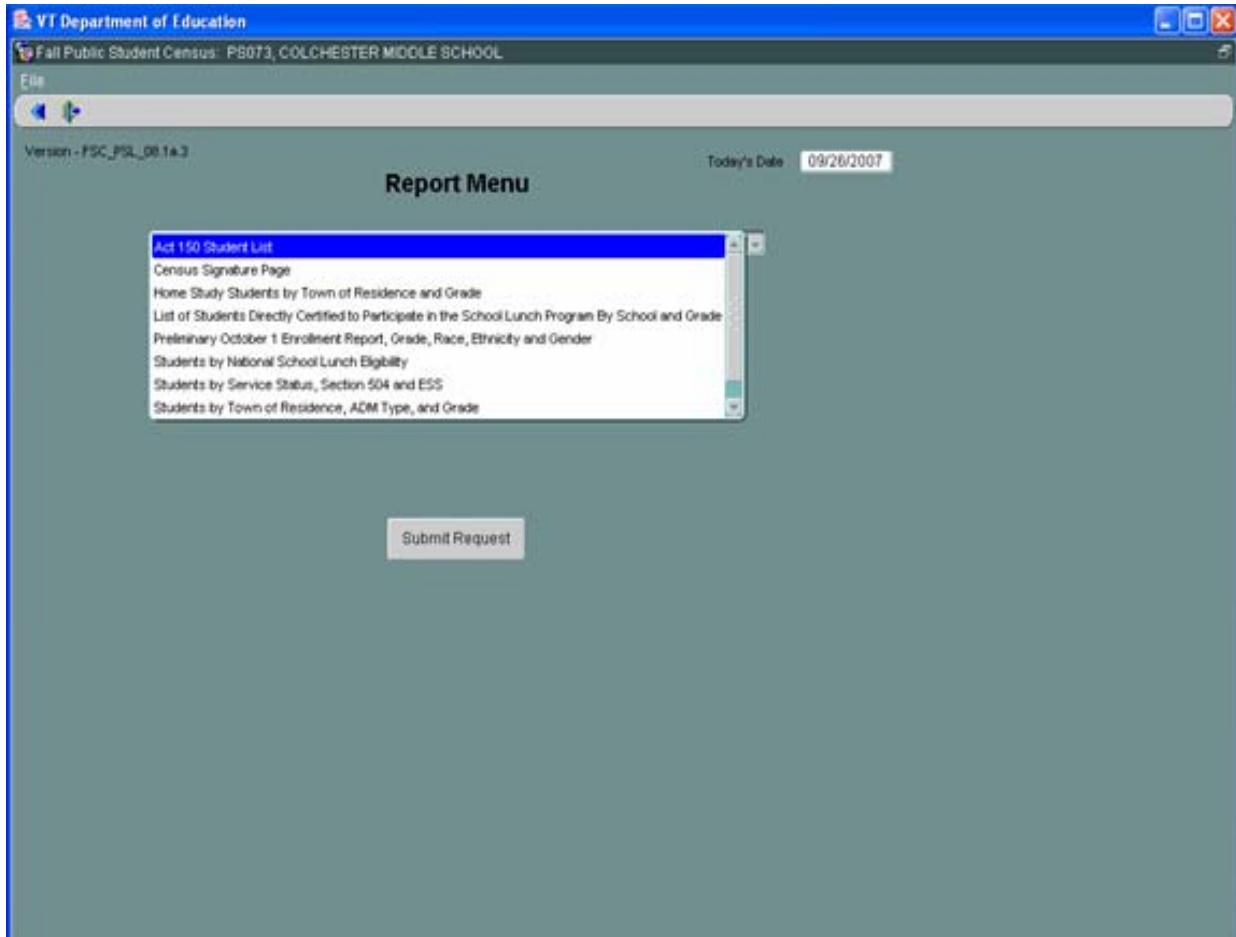 VT Department of Education
Fall Public Student Census: PS073, COLCHESTER MIDDLE SCHOOL
File
Version - FSC_PSL_08.1a.3
Today's Date 09/26/2007
Report Menu
Act 150 Student List
Census Signature Page
Home Study Students by Town of Residence and Grade
List of Students Directly Certified to Participate in the School Lunch Program By School and Grade
Preliminary October 1 Enrollment Report, Grade, Race, Ethnicity and Gender
Students by National School Lunch Eligibility
Students by Service Status, Section 504 and ESS
Students by Town of Residence, ADM Type, and Grade
Submit Request